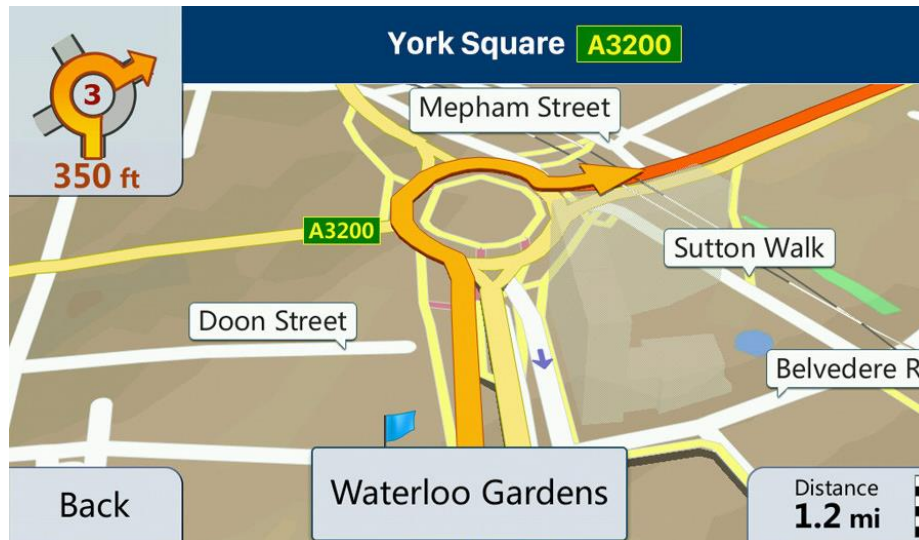 York Square A3200
3
350 ft
Mepham Street
A3200
Sutton Walk
Doon Street
Belvedere R
Back
Waterloo Gardens
Distance
1.2 mi